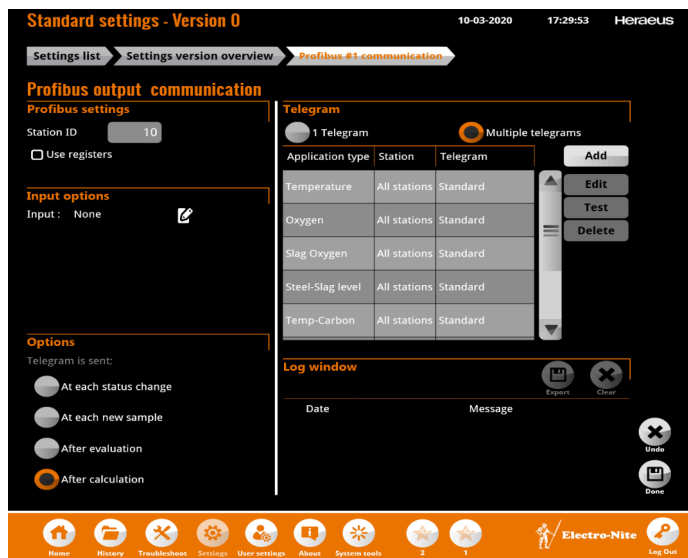 Standard settings - Version 0
10-03-2020
17:29:53
Heraeus
Settings list
Settings version overview
Profibus #1 communication
Profibus output communication
Profibus settings
Station ID
10
Use registers
Input options
Input : None
Options
Telegram is sent:
At each status change
At each new sample
After evaluation
After calculation
Telegram
1 Telegram
Multiple telegrams
Application type Station Telegram
Temperature All stations Standard
Oxygen All stations Standard
Slag Oxygen All stations Standard
Steel-Slag level All stations Standard
Temp-Carbon All stations Standard
Add
Edit
Test
Delete
Log window
Export
Clear
Date
Message
Undo
Done
Home
History
Troubleshoot
Settings
User settings
About
System tools
2
1
Electro-Nite
Log Out